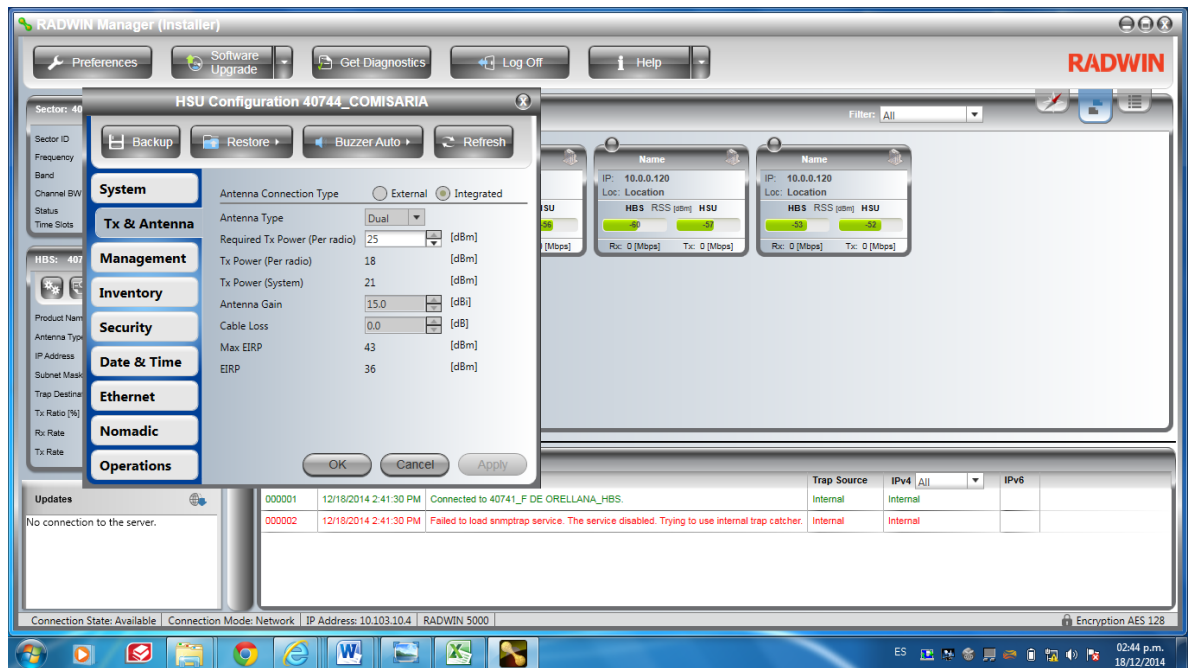 RADWIN Manager (Installer)
Preferences
Software Upgrade
Get Diagnostics
Log Off
Help
RADWIN
Sector: 40
Filter: All
Sector ID
Frequency
Band
Channel BW
Status
Time Slots
HBS: 407
Product Nam
Antenna Typ
IP Address
Subnet Mask
Trap Destina
Tx Ratio [%]
Rx Rate
Tx Rate
HSU Configuration 40744_COMISARIA
Backup
Restore
Buzzer Auto
Refresh
System
Tx & Antenna
Management
Inventory
Security
Date & Time
Ethernet
Nomadic
Operations
Antenna Connection Type External Integrated
Antenna Type Dual
Required Tx Power (Per radio) 25 [dBm]
Tx Power (Per radio) 18 [dBm]
Tx Power (System) 21 [dBm]
Antenna Gain 15.0 [dBi]
Cable Loss 0.0 [dB]
Max EIRP 43 [dBm]
EIRP 36 [dBm]
OK
Cancel
Apply
HSU
-56
[Mbps]
Name
IP: 10.0.0.120
Loc: Location
HBS RSS [dBm] HSU
-60 -57
Rx: 0 [Mbps] Tx: 0 [Mbps]
Name
IP: 10.0.0.120
Loc: Location
HBS RSS [dBm] HSU
-53 -52
Rx: 0 [Mbps] Tx: 0 [Mbps]
Updates
No connection to the server.
Trap Source IPv4 All IPv6
000001 12/18/2014 2:41:30 PM Connected to 40741_F DE ORELLANA_HBS. Internal Internal
000002 12/18/2014 2:41:30 PM Failed to load snmptrap service. The service disabled. Trying to use internal trap catcher. Internal Internal
Connection State: Available Connection Mode: Network IP Address: 10.103.10.4 RADWIN 5000 Encryption AES 128
ES
02:44 p.m.
18/12/2014